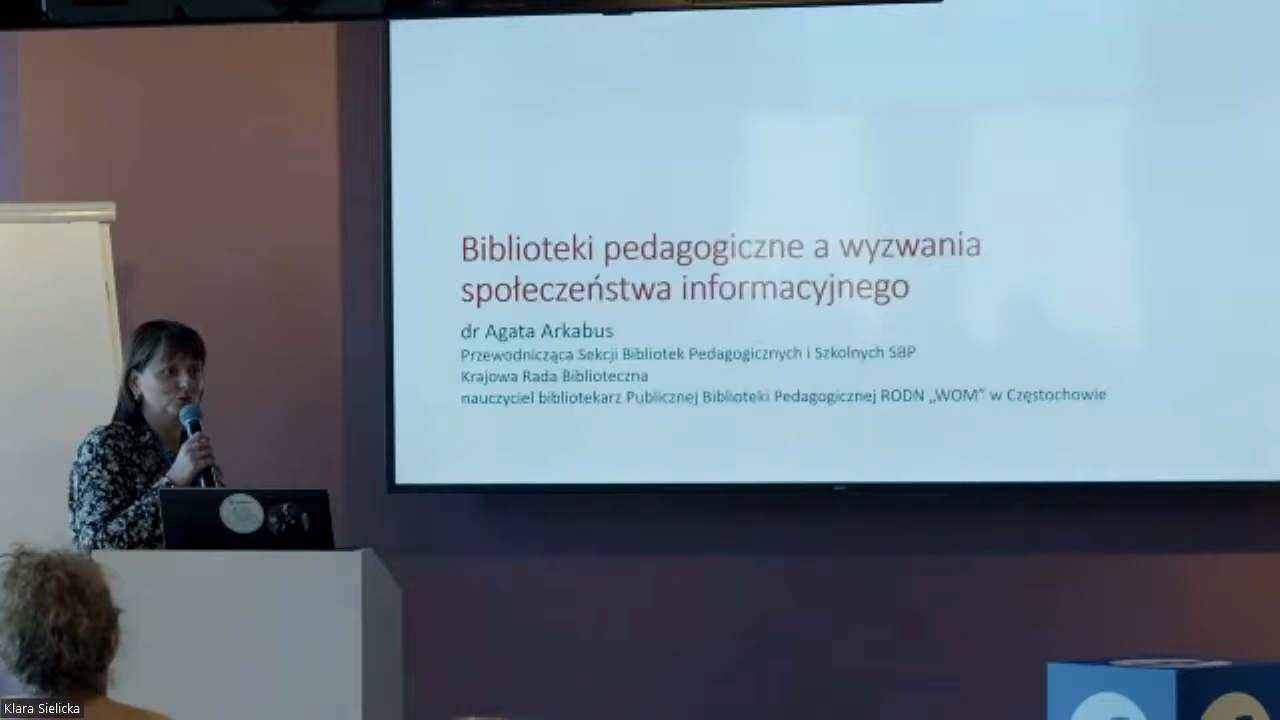 Biblioteki pedagogiczne a wyzwania
społeczeństwa informacyjnego
dr Agata Arkabus
Przewodnicząca Sekcji Bibliotek Pedagogicznych i Szkolnych SBP
Krajowa Rada Biblioteczna
nauczyciel bibliotekarz Publicznej Biblioteki Pedagogicznej RODN „WOM” w Częstochowie
Klara Sielicka